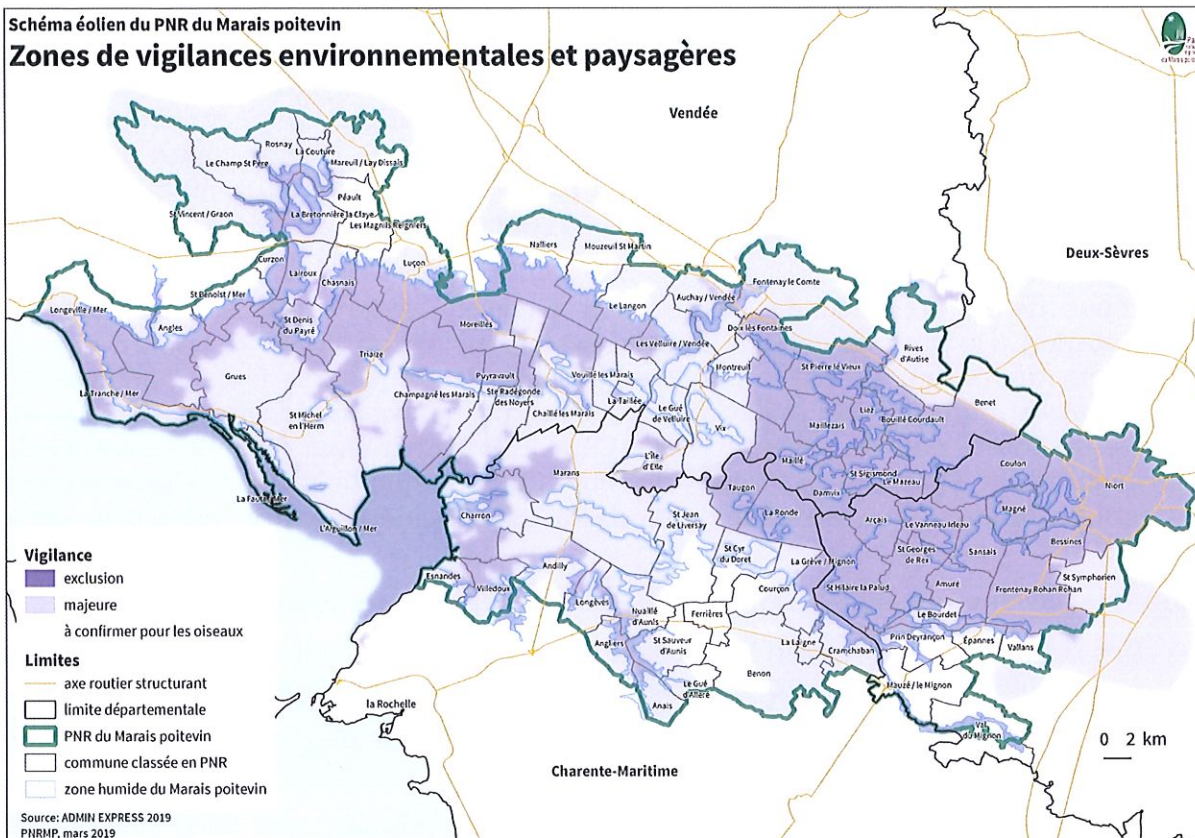 Schéma éolien du PNR du Marais poitevin
Zones de vigilances environnementales et paysagères
Vendée
Deux-Sèvres
Rosnay
La Couture
Le Champ St Père
Mareuil / Lay Dissais
Péault
St Vincent / Graon
La Bretonnière la Claye
Les Magnils Reigniers
Nalliers
Mouzeuil St Martin
Curzon
Luçon
Lairoux
Chasnais
Fontenay le Comte
St Benoist / Mer
Longeville / Mer
Auchay / Vendée
Le Langon
Angles
St Denis
du Payré
Moreilles
Doix lès Fontaines
Rives
d'Autise
Les Velluire / Vendée
Triaize
St Pierre le Vieux
Montreuil
Grues
Puyravault
Vouillé les Marais
La Tranche / Mer
Champagné les Marais
Ste Radégonde
des Noyers
La Taillée
Liez
Benet
Chaillé les Marais
Le Gué
de Velluire
Bouillé Courdault
St Michel
en l'Herm
Maillezais
Vix
L'Île
d'Elle
Maillé
Coulon
Marans
St Sigismond
Le Mazeau
Niort
Taugon
Damvix
La Faute / Mer
Magné
Charron
La Ronde
Arçais
Le Vanneau Ideau
L'Aiguillon / Mer
St Jean
de Liversay
Bessines
St Georges
de Rex
Sansais
St Cyr
du Doret
Andilly
La Grève / Mignon
St Symphorien
Esnandes
Villedoux
St Hilaire la Palud
Amuré
Frontenay Rohan Rohan
Courçon
Longèves
Nuaillé
d'Aunis
Ferrières
Le Bourdet
Angliers
St Sauveur
d'Aunis
La Laigne
Prin Deyrançon
Épannes
Vallans
Cramchaban
Benon
Le Gué
d'Alleré
Mauzé / le Mignon
Anais
la Rochelle
Val
du Mignon
Charente-Maritime
0 2 km
Vigilance
exclusion
majeure
à confirmer pour les oiseaux
Limites
axe routier structurant
limite départementale
PNR du Marais poitevin
commune classée en PNR
zone humide du Marais poitevin
Source: ADMIN EXPRESS 2019
PNRMP, mars 2019